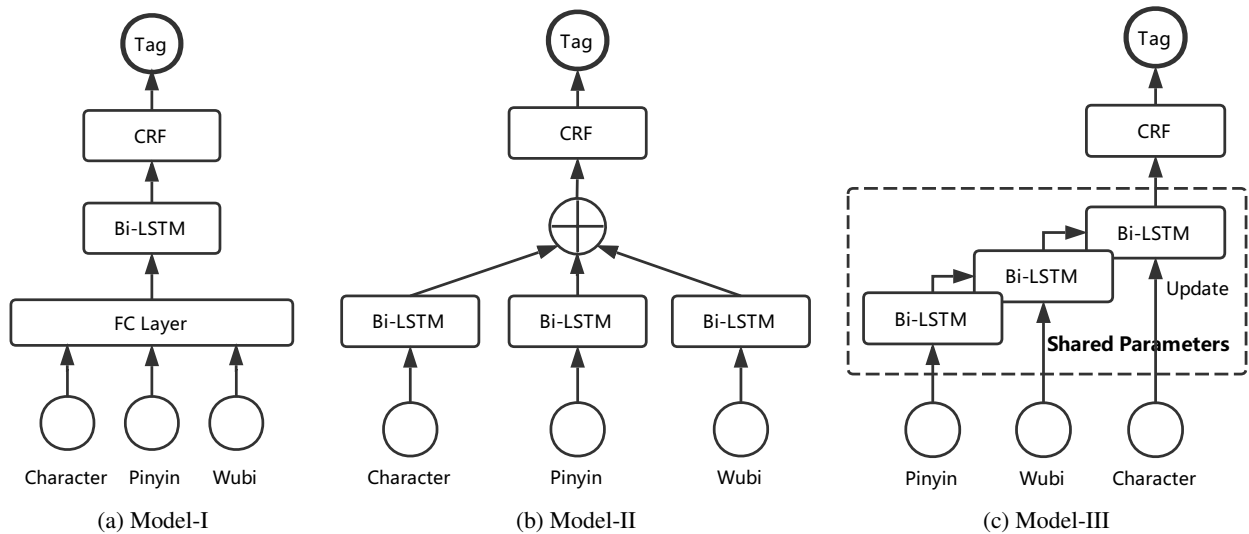 Tag
CRF
Bi-LSTM
FC Layer
Character Pinyin Wubi
(a) Model-I
Tag
CRF
Bi-LSTM Bi-LSTM Bi-LSTM
Character Pinyin Wubi
(b) Model-II
Tag
CRF
Bi-LSTM
Bi-LSTM
Update
Bi-LSTM
Shared Parameters
Pinyin Wubi Character
(c) Model-III